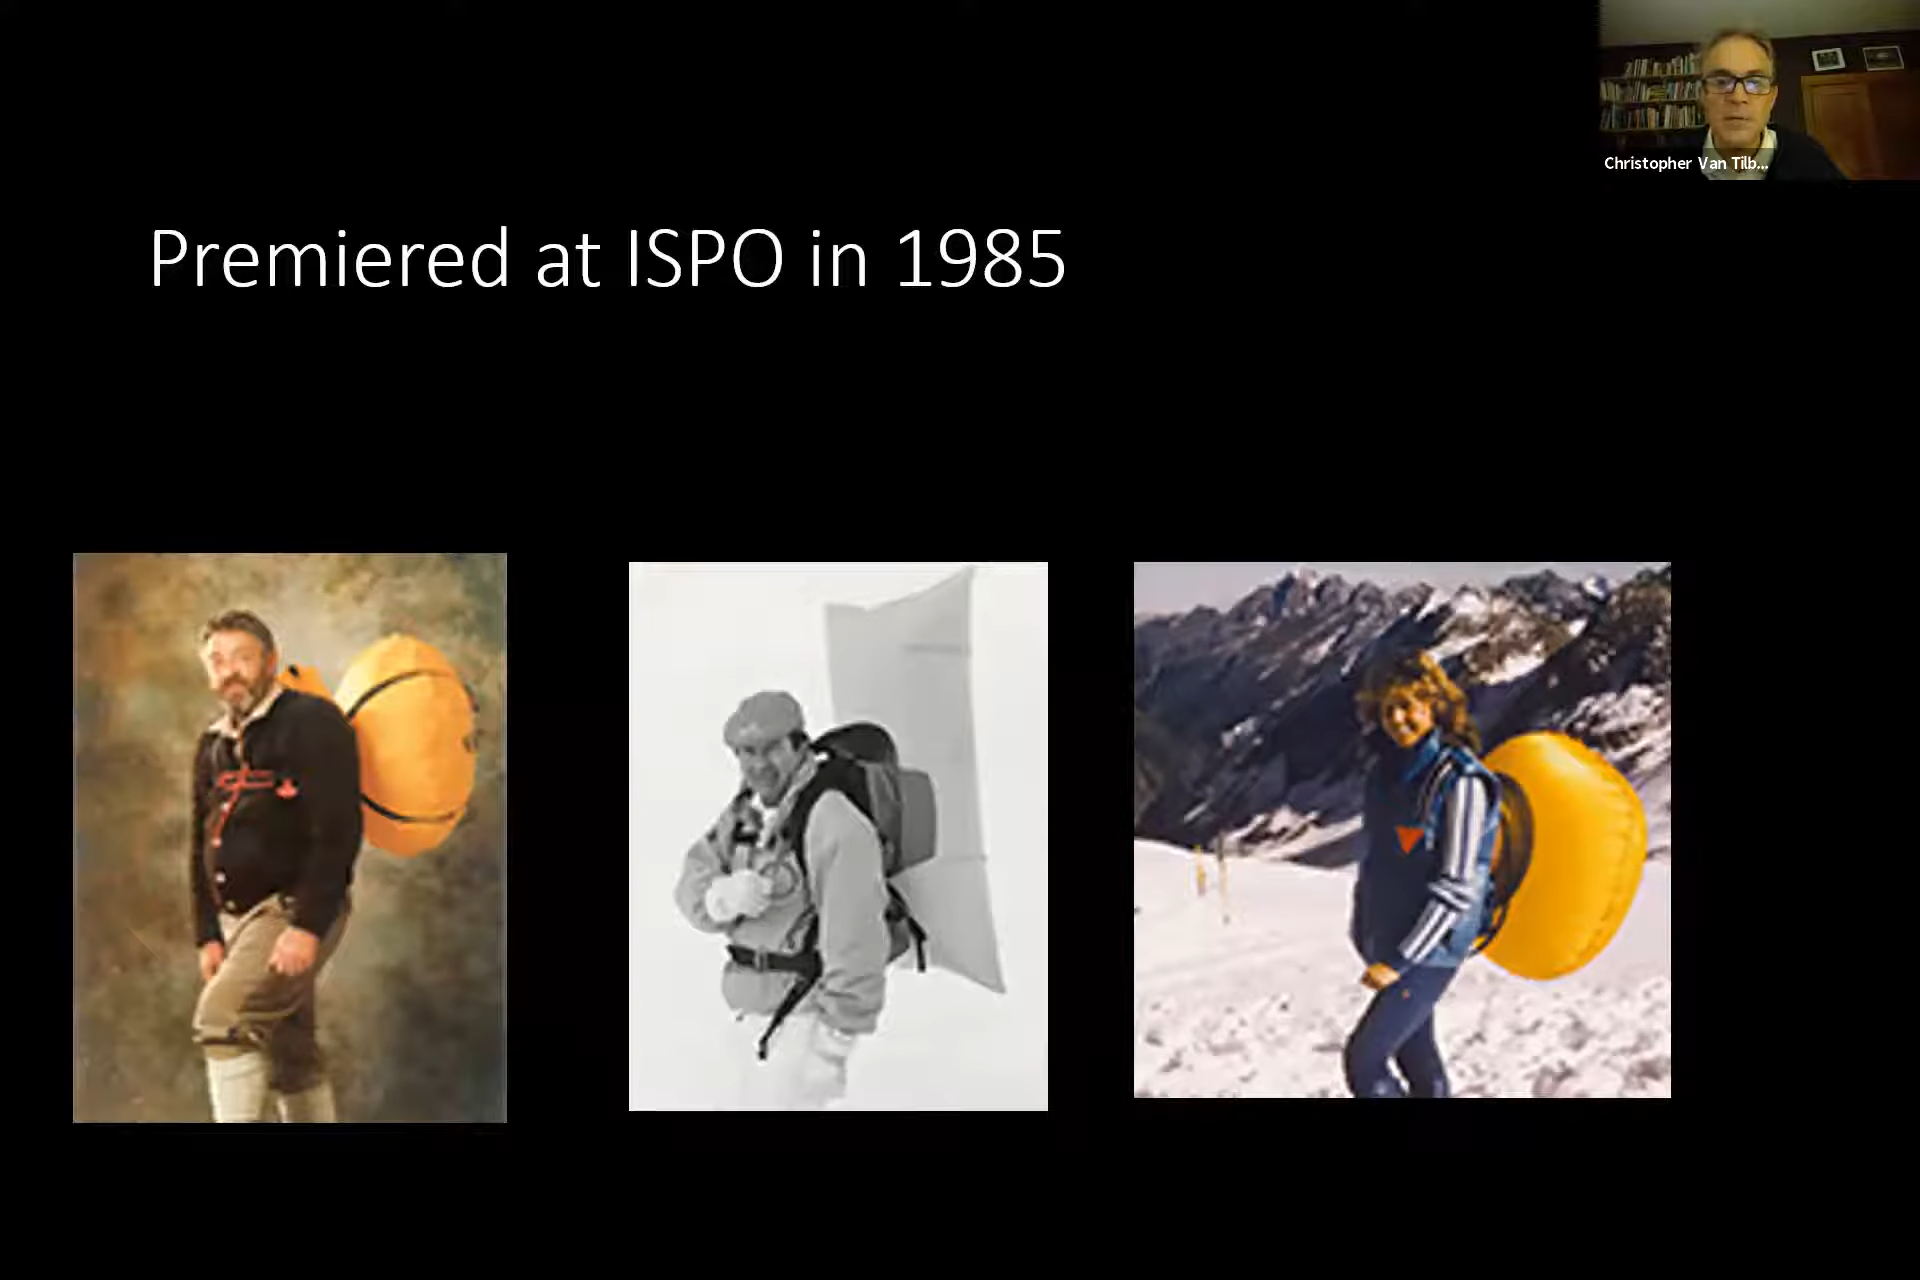 Christopher Van Tilb...
Premiered at ISPO in 1985